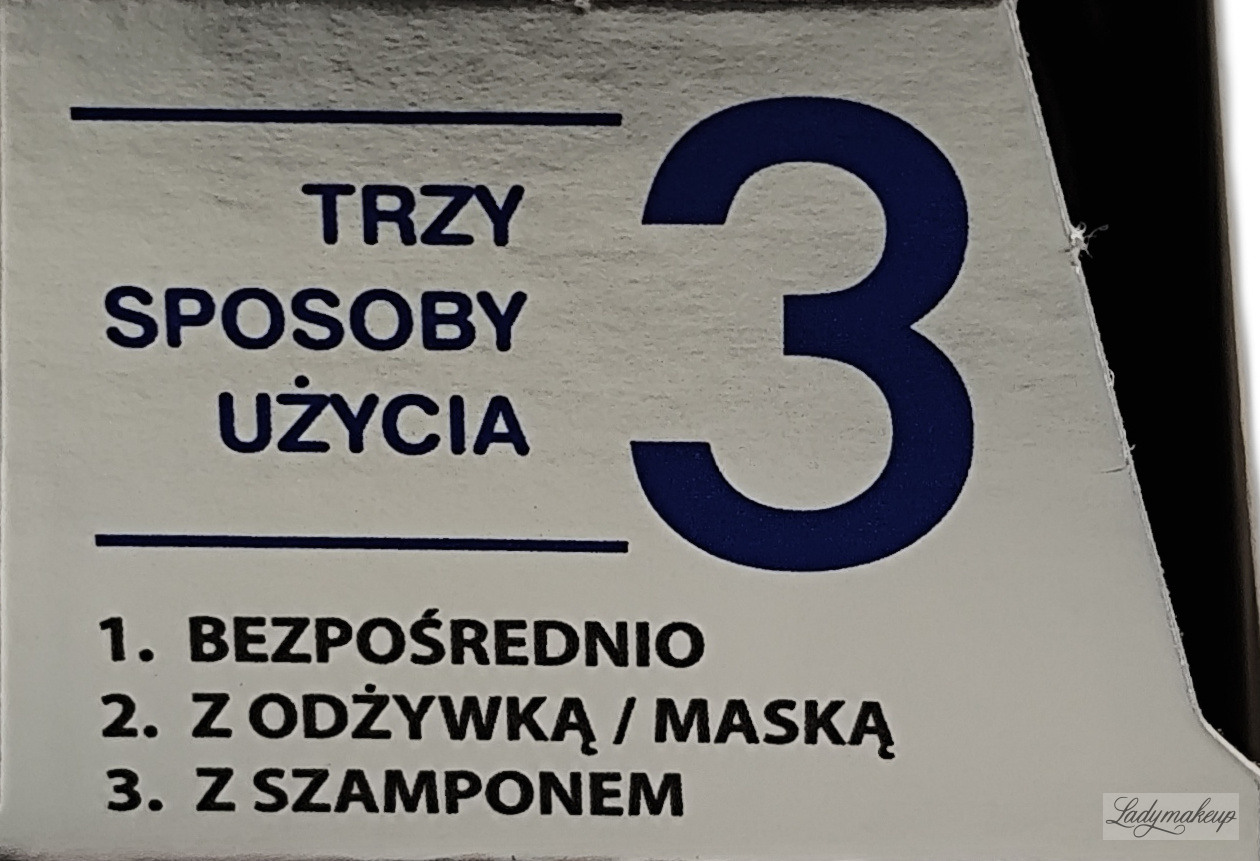 TRZY
SPOSOBY
UŻYCIA
3
1. BEZPOŚREDNIO
2. Z ODŻYWKĄ / MASKĄ
3. Z SZAMPONEM
Ladymakeup